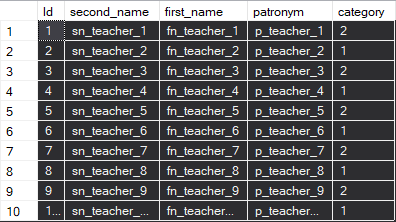 Id second_name first_name patronym category
1 1 sn_teacher_1 fn_teacher_1 p_teacher_1 2
2 2 sn_teacher_2 fn_teacher_2 p_teacher_2 1
3 3 sn_teacher_3 fn_teacher_3 p_teacher_3 2
4 4 sn_teacher_4 fn_teacher_4 p_teacher_4 1
5 5 sn_teacher_5 fn_teacher_5 p_teacher_5 2
6 6 sn_teacher_6 fn_teacher_6 p_teacher_6 1
7 7 sn_teacher_7 fn_teacher_7 p_teacher_7 2
8 8 sn_teacher_8 fn_teacher_8 p_teacher_8 1
9 9 sn_teacher_9 fn_teacher_9 p_teacher_9 2
10 1... sn_teacher_... fn_teacher... p_teacher_... 1